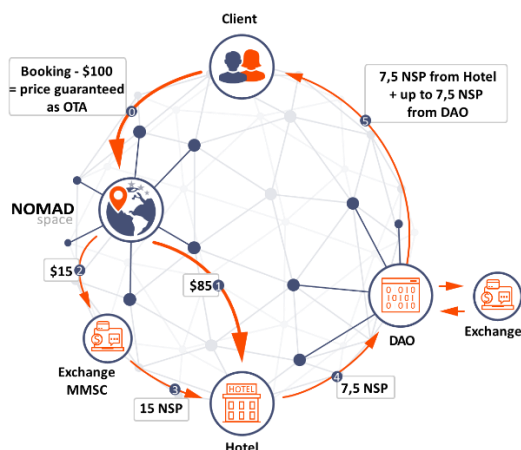 Client
Booking - $100
= price guaranteed
as OTA
0
7,5 NSP from Hotel
+ up to 7,5 NSP
from DAO
5
NOMAD
space
$15
2
$85
1
DAO
Exchange
Exchange
MMSC
3
15 NSP
HOTEL
Hotel
4
7,5 NSP